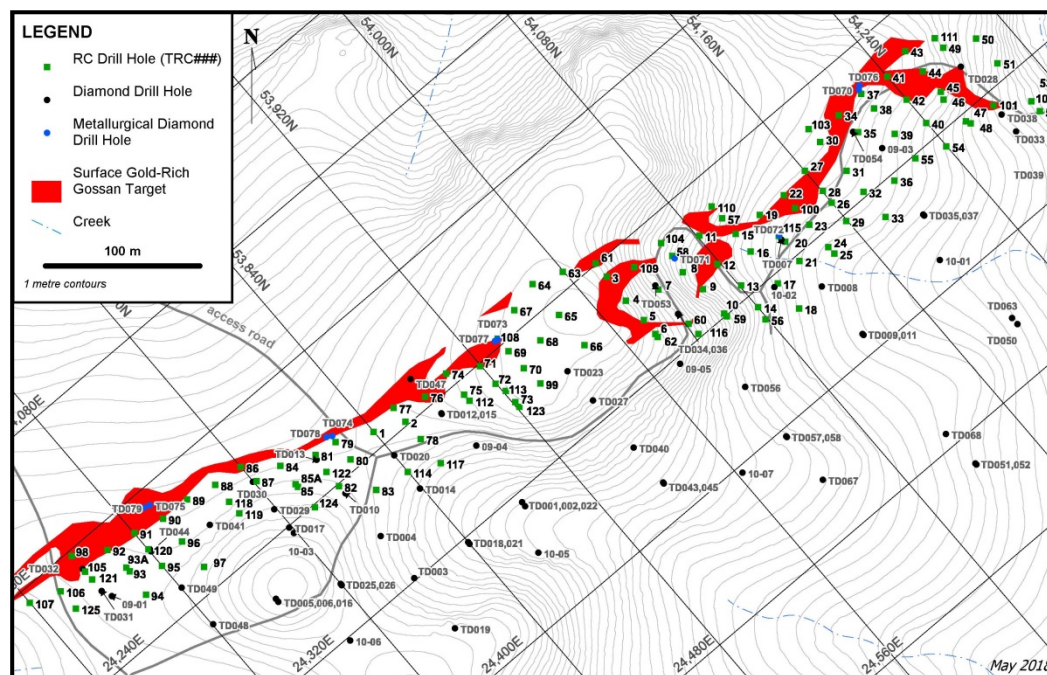 LEGEND
RC Drill Hole (TRC###)
Diamond Drill Hole
Metallurgical Diamond
Drill Hole
Surface Gold-Rich
Gossan Target
Creek
100 m
1 metre contours
N
54,000N
54,080N
54,160N
54,240N
53,920N
53,840N
24,080E
24,240E
24,320E
24,400E
24,480E
24,560E
access road
111
50
43
49
51
TD028
TD076
41
44
TD070
37
45
42
46
101
38
TD038
34
47
48
103
35
39
40
TD033
30
TD054
09-03
54
55
TD039
27
31
36
28
32
22
26
110
100
19
57
29
33
TD035,037
23
TD072
115
11
15
104
20
24
25
58
16
TD071
TD007
21
10-01
61
12
109
8
63
3
17
TD008
64
7
9
13
10-02
TD053
4
10
14
18
67
65
5
59
56
TD063
60
TD073
6
116
TD050
TD077
108
68
62
TD034,036
TD009,011
66
69
09-05
71
70
TD023
74
TD047
72
99
TD056
75
113
76
112
73
TD027
77
123
TD012,015
TD074
2
TD078
1
78
TD068
79
09-04
TD057,058
TD013
81
80
TD020
TD040
86
84
117
TD051,052
122
114
10-07
87
85A
TD067
88
85
82
83
TD014
TD043,045
TD030
89
118
TD010
TD079
TD075
124
TD001,002,022
119
TD029
90
TD041
TD017
TD044
91
TD004
96
10-03
TD018,021
98
92
120
10-05
93A
TD032
105
95
97
93
121
TD003
TD049
TD025,026
106
94
09-01
107
125
TD031
TD005,006,016
TD048
TD019
10-06
May 2018